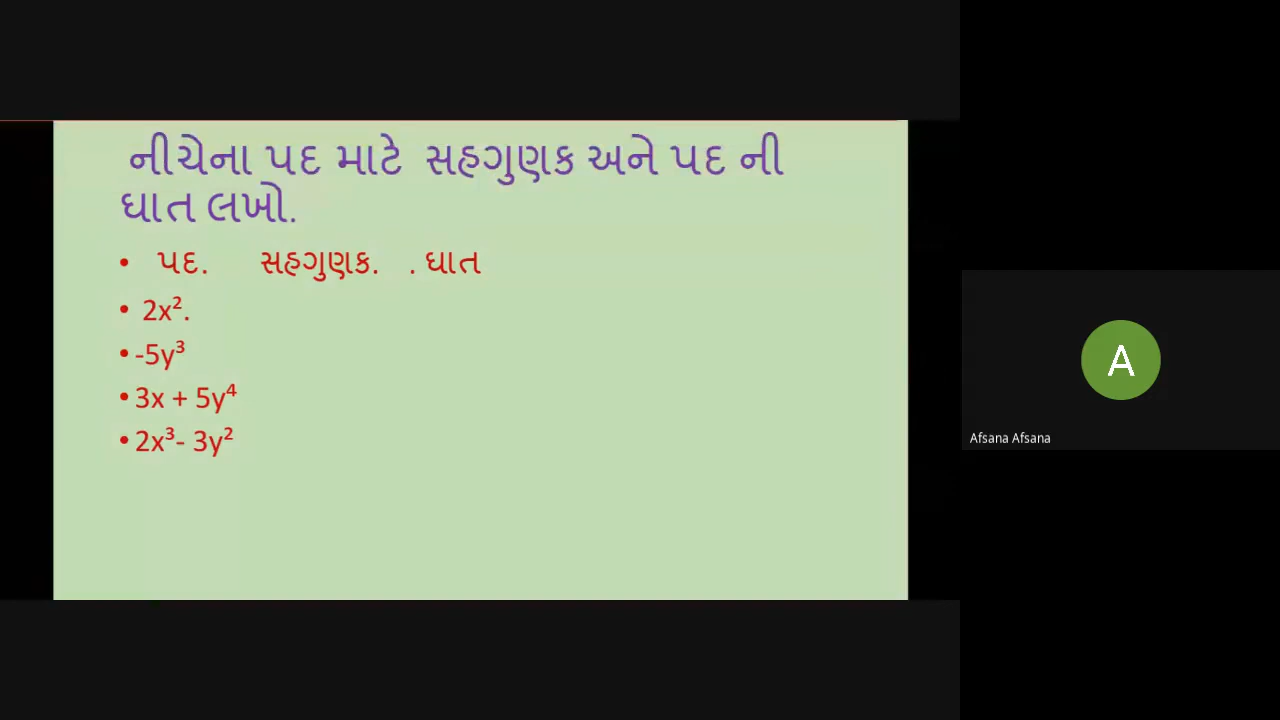 નીચેના પદ માટે સહગુણક અને પદ ની
ઘાત લખો.
• પદ. સહગુણક. . ઘાત
• 2x².
• -5y³
• 3x + 5y⁴
• 2x³- 3y²
A
Afsana Afsana